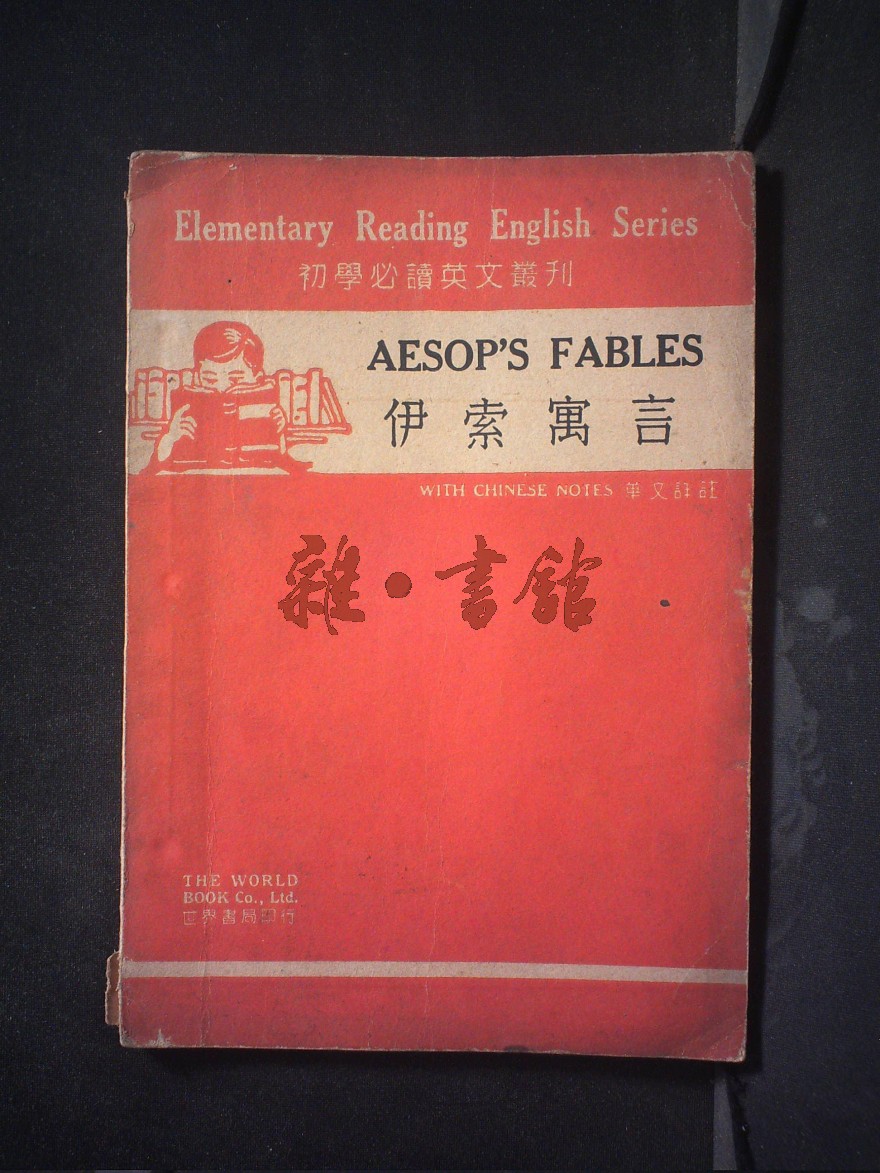 Elementary Reading English Series
初學必讀英文叢刊
AESOP'S FABLES
伊索寓言
WITH CHINESE NOTES 華文詳註
雜·書館
THE WORLD
BOOK Co., Ltd.
世界書局印行